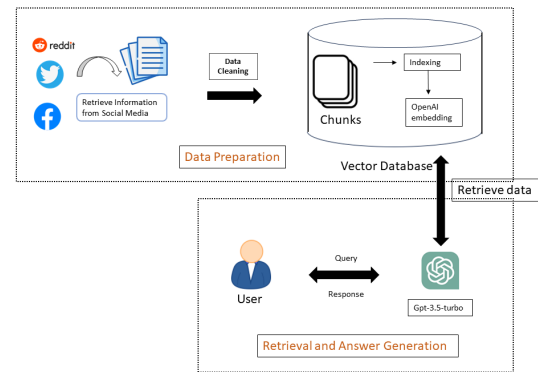 reddit
Retrieve Information
from Social Media
Data
Cleaning
Chunks
Indexing
OpenAI
embedding
Data Preparation
Vector Database
Retrieve data
User
Query
Response
Gpt-3.5-turbo
Retrieval and Answer Generation